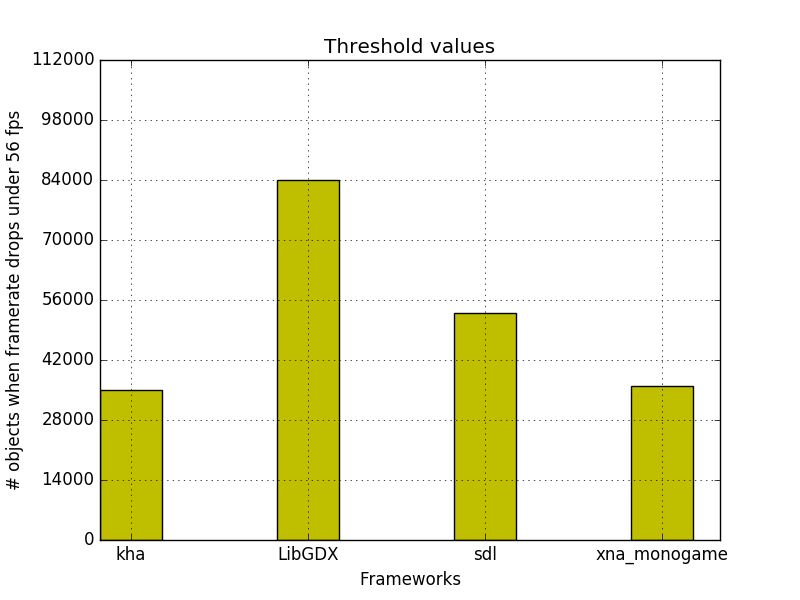 Threshold values
# objects when framerate drops under 56 fps
112000
98000
84000
70000
56000
42000
28000
14000
0
kha
LibGDX
sdl
xna_monogame
Frameworks